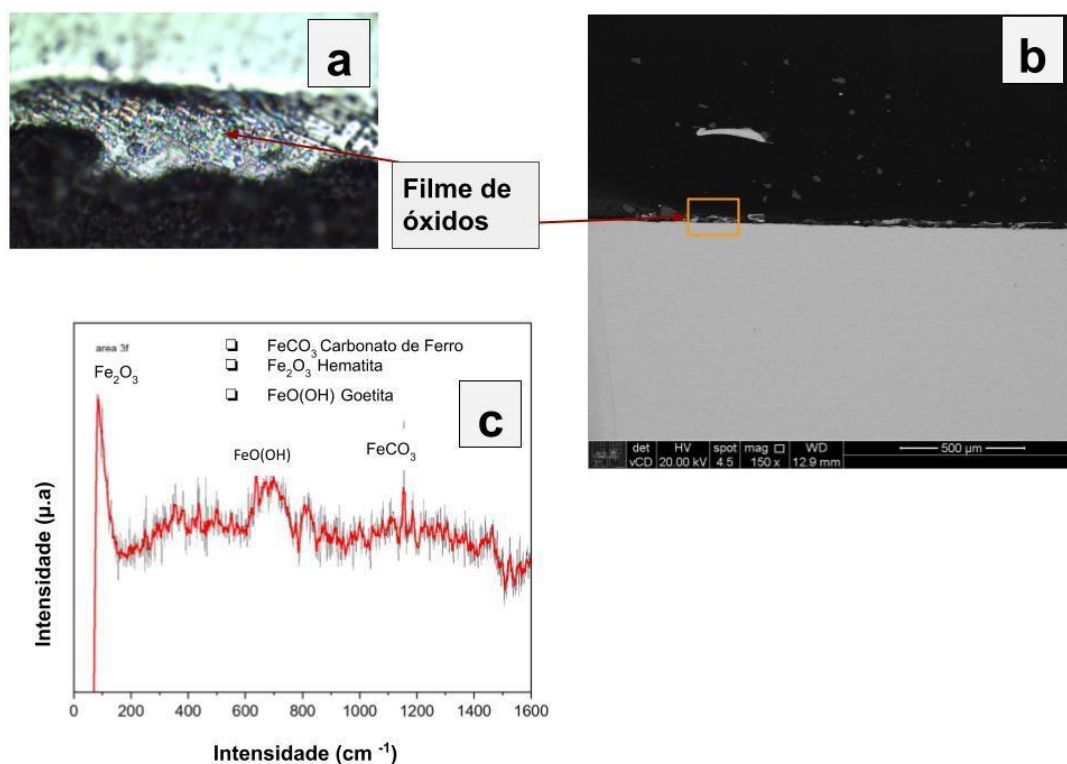 a
b
Filme de
óxidos
det
HV
spot
mag
WD
500 µm
vCD
20.00 kV
4.5
150 x
12.9 mm
area 3f
Fe2O3
❑ FeCO3 Carbonato de Ferro
❑ Fe2O3 Hematita
❑ FeO(OH) Goetita
c
FeO(OH)
FeCO3
Intensidade (µ.a)
0 200 400 600 800 1000 1200 1400 1600
Intensidade (cm -1)